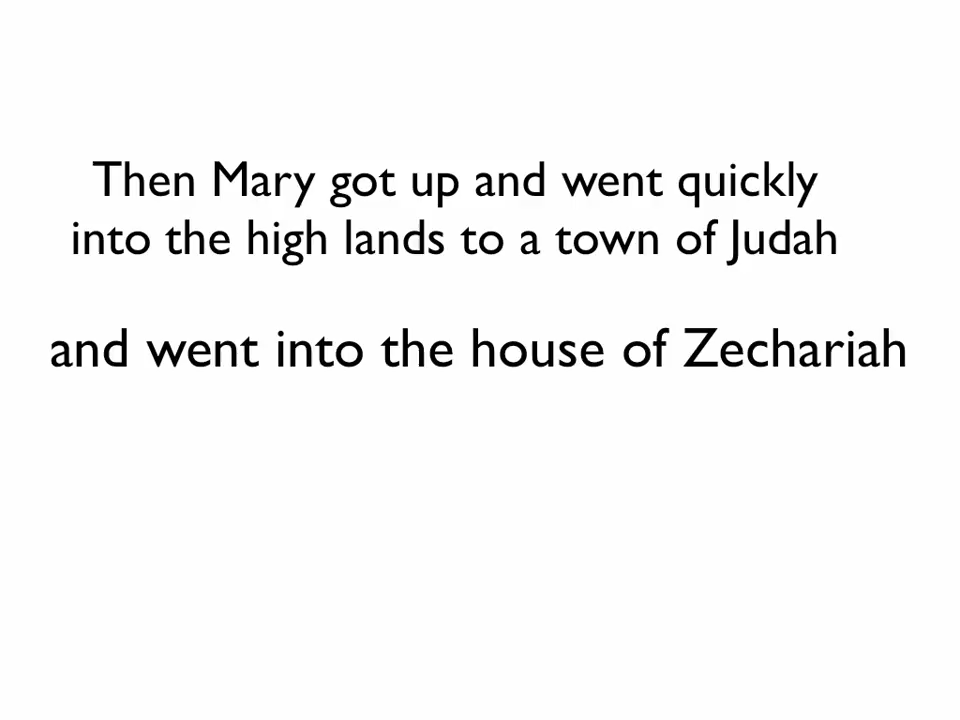 Then Mary got up and went quickly
into the high lands to a town of Judah
and went into the house of Zechariah